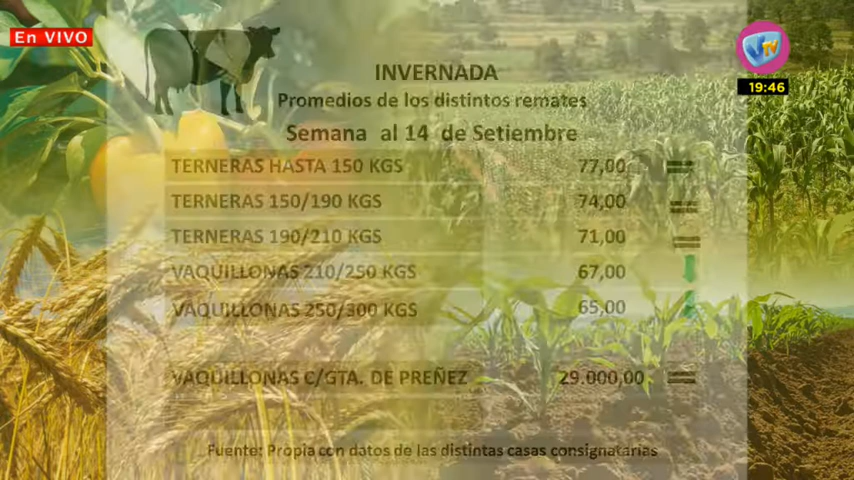 En VIVO
VTV
19:46
INVERNADA
Promedios de los distintos remates
Semana al 14 de Setiembre
TERNERAS HASTA 150 KGS 77,00 =
TERNERAS 150/190 KGS 74,00 =
TERNERAS 190/210 KGS 71,00 =
VAQUILLONAS 210/250 KGS 67,00
VAQUILLONAS 250/300 KGS 65,00
VAQUILLONAS C/GTA. DE PREÑEZ 29.000,00 =
Fuente: Propia con datos de las distintas casas consignatarias